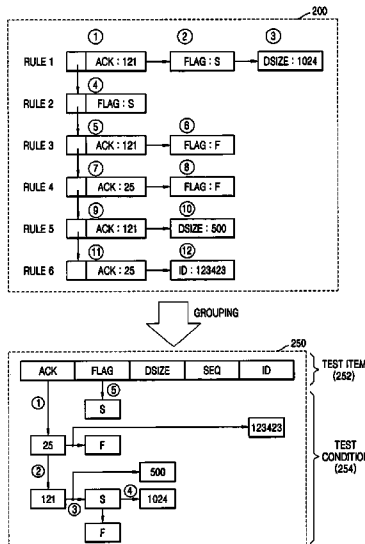 200
① ② ③
RULE 1 ACK : 121 FLAG : S DSIZE : 1024
④
RULE 2 FLAG : S
⑤ ⑥
RULE 3 ACK : 121 FLAG : F
⑦ ⑧
RULE 4 ACK : 25 FLAG : F
⑨ ⑩
RULE 5 ACK : 121 DSIZE : 500
⑪ ⑫
RULE 6 ACK : 25 ID : 123423
GROUPING
250
ACK FLAG DSIZE SEQ ID
TEST ITEM
(252)
① ⑤
S
25 F 123423
TEST
CONDITION
(254)
② 500
121 ③ S ④ 1024
F